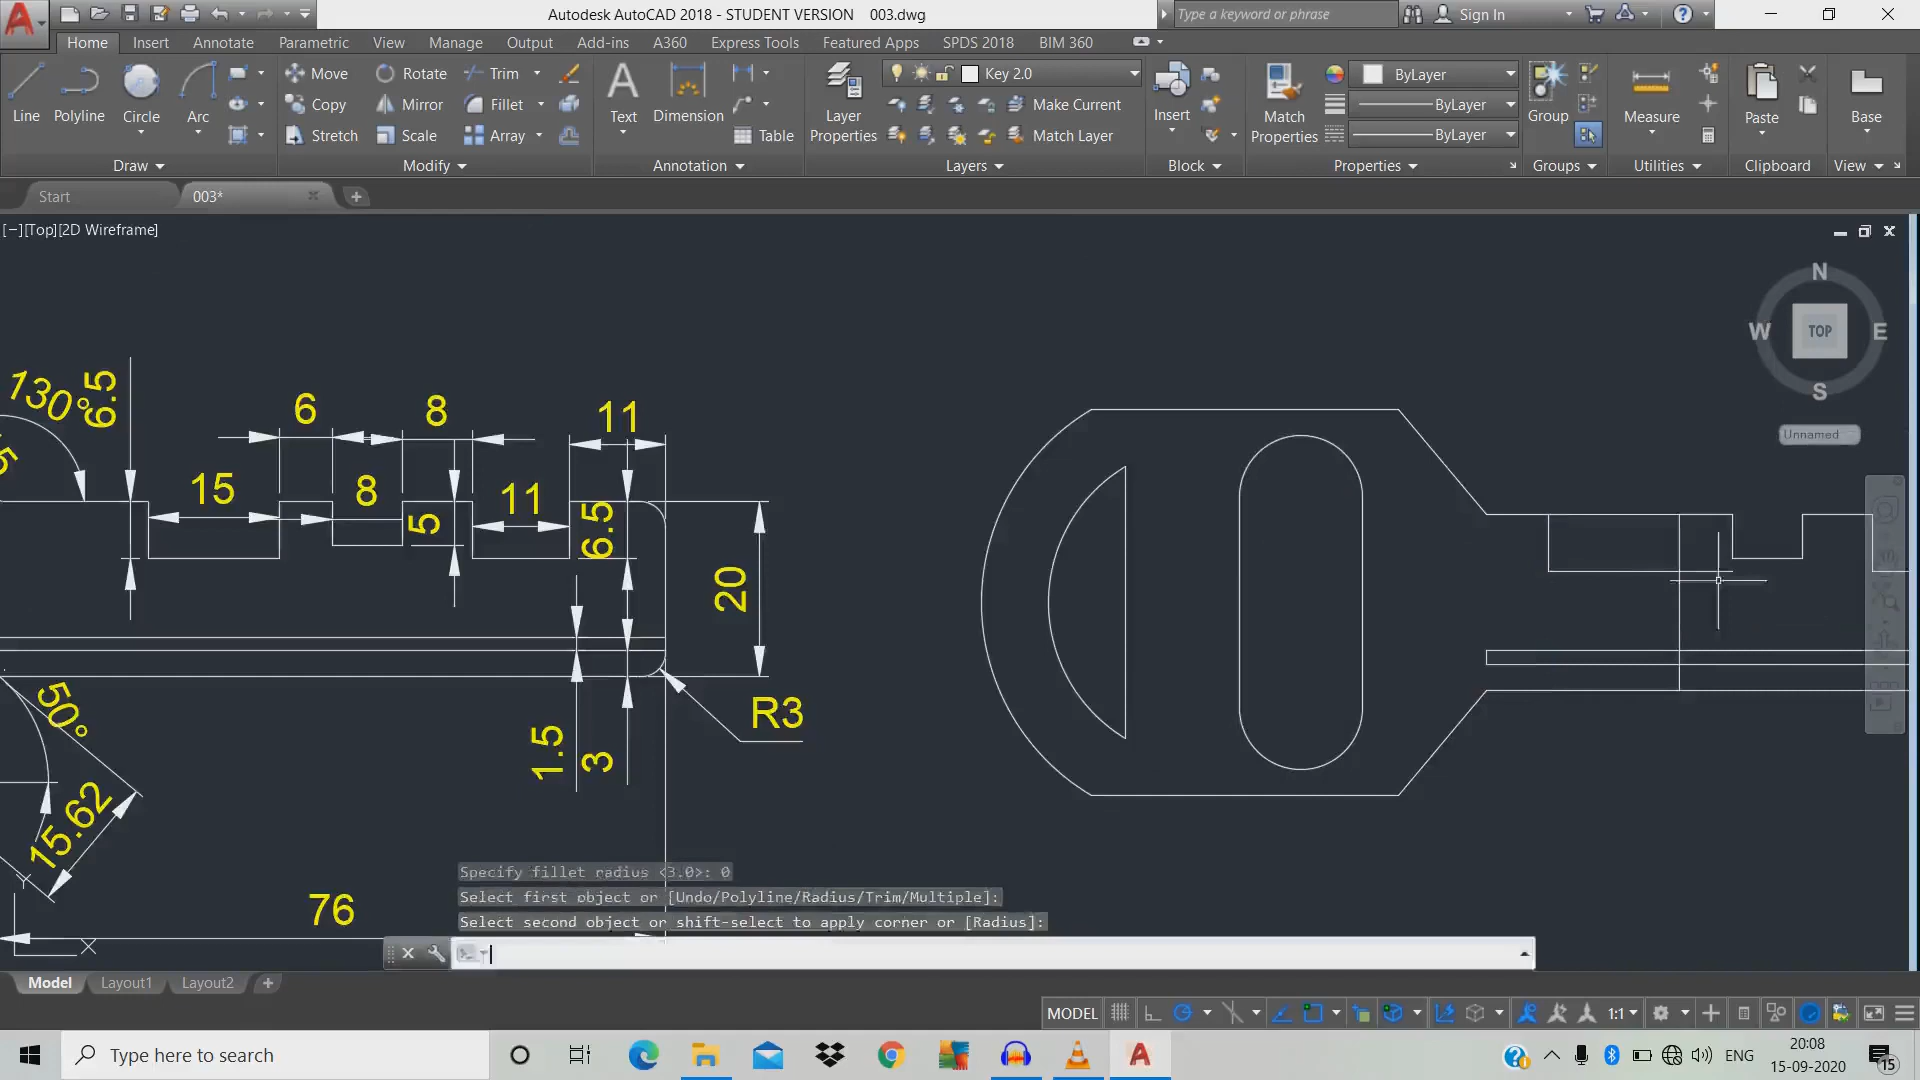 Autodesk AutoCAD 2018 - STUDENT VERSION 003.dwg
Type a keyword or phrase
Sign In
Home Insert Annotate Parametric View Manage Output Add-ins A360 Express Tools Featured Apps SPDS 2018 BIM 360
Line Polyline Circle Arc
Draw
Move Rotate Trim
Copy Mirror Fillet
Stretch Scale Array
Modify
Text Dimension Table
Annotation
Layer Properties
Key 2.0
Make Current
Match Layer
Layers
Insert
Block
Match Properties
ByLayer
ByLayer
ByLayer
Properties
Group
Groups
Measure
Utilities
Paste
Clipboard
Base
View
Start 003*
[−][Top][2D Wireframe]
N
W TOP E
S
Unnamed
130°
6.5
6
8
11
5
15
8
5
11
6.5
20
50°
R3
1.5
3
15.62
76
Specify fillet radius <3.0>: 0
Select first object or [Undo/Polyline/Radius/Trim/Multiple]:
Select second object or shift-select to apply corner or [Radius]:
Model Layout1 Layout2
MODEL 1:1
Type here to search
ENG
20:08
15-09-2020
15